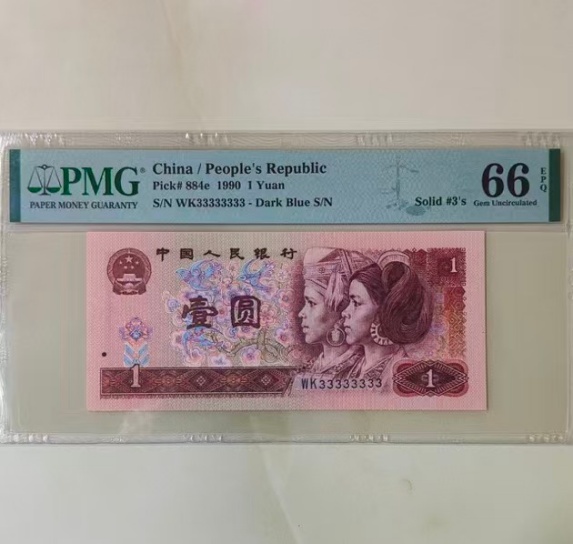 PMG®
PAPER MONEY GUARANTY
China / People's Republic
Pick# 884e 1990 1 Yuan
S/N WK33333333 - Dark Blue S/N
Solid #3's
66
EPQ
Gem Uncirculated
中国人民银行
1
壹圆
WK33333333
1
1